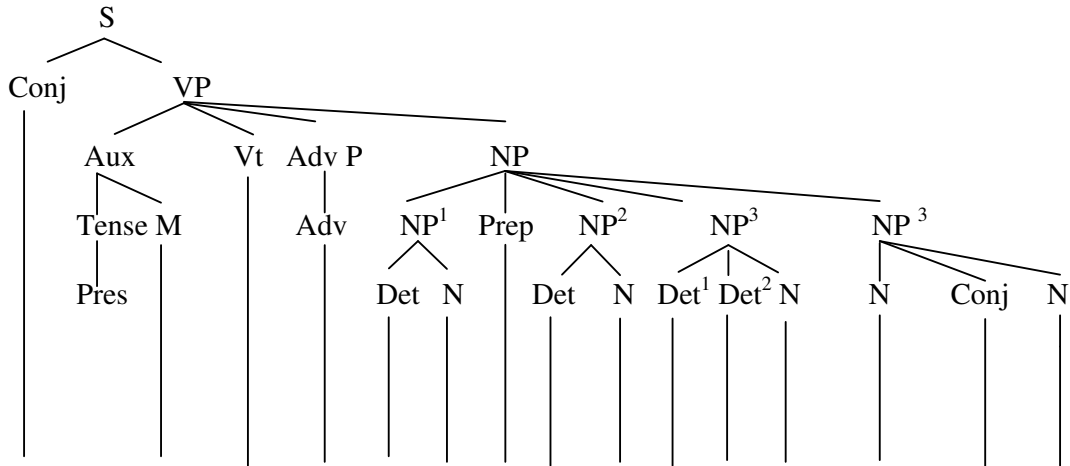 S
Conj VP
Aux Vt Adv P NP
Tense M Adv NP¹ Prep NP² NP³ NP ³
Pres Det N Det N Det¹ Det² N N Conj N